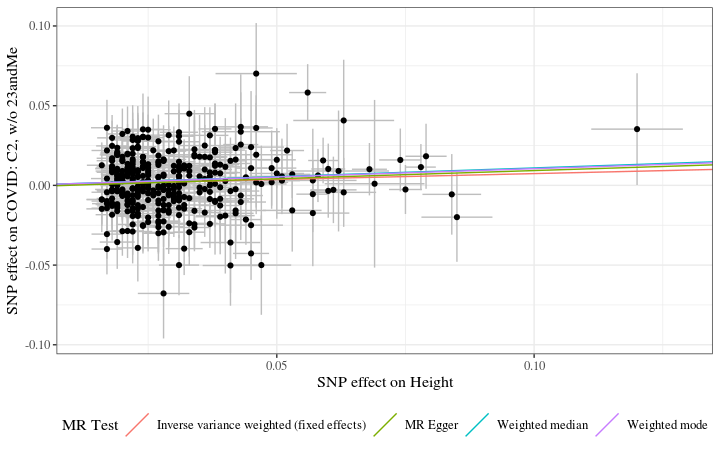 0.10
0.05
0.00
-0.05
-0.10
SNP effect on COVID: C2, w/o 23andMe
0.05 0.10
SNP effect on Height
MR Test Inverse variance weighted (fixed effects) MR Egger Weighted median Weighted mode